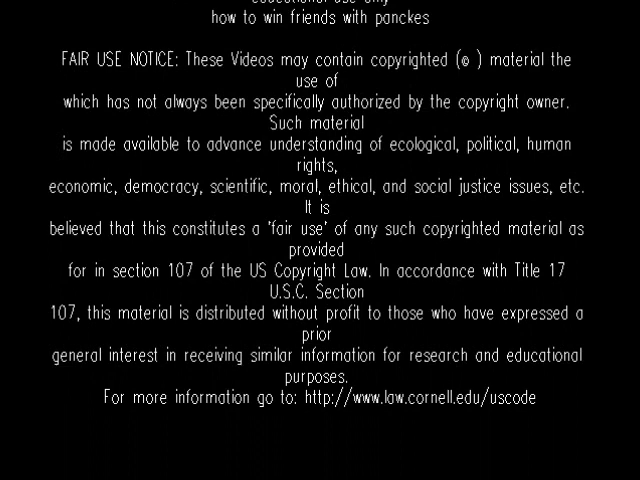 educational use only
how to win friends with panckes
FAIR USE NOTICE: These Videos may contain copyrighted (© ) material the
use of
which has not always been specifically authorized by the copyright owner.
Such material
is made available to advance understanding of ecological, political, human
rights,
economic, democracy, scientific, moral, ethical, and social justice issues, etc.
It is
believed that this constitutes a 'fair use' of any such copyrighted material as
provided
for in section 107 of the US Copyright Law. In accordance with Title 17
U.S.C. Section
107, this material is distributed without profit to those who have expressed a
prior
general interest in receiving similar information for research and educational
purposes.
For more information go to: http://www.law.cornell.edu/uscode